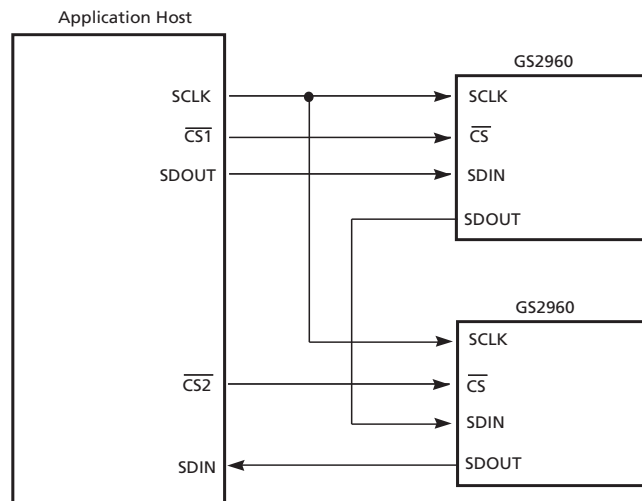 Application Host
GS2960
SCLK
SCLK
CS1
CS
SDOUT
SDIN
SDOUT
GS2960
SCLK
CS2
CS
SDIN
SDIN
SDOUT